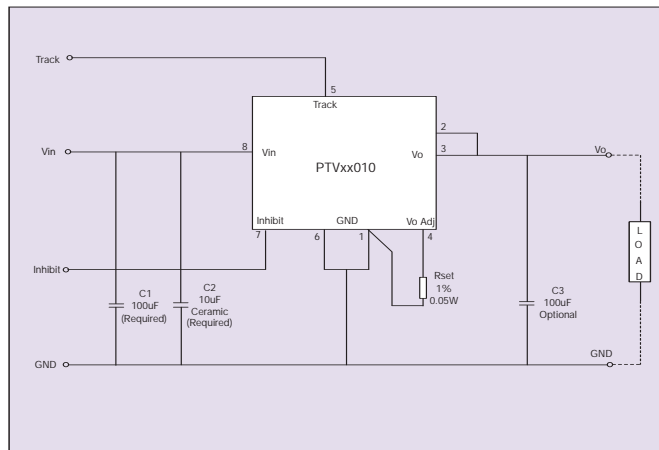 Track
5
Track
2
3
Vo
Vo
Vin
8
Vin
PTVxx010
Inhibit
GND
Vo Adj
7
6
1
4
Inhibit
C1
100uF
(Required)
C2
10uF
Ceramic
(Required)
Rset
1%
0.05W
C3
100uF
Optional
L
O
A
D
GND
GND